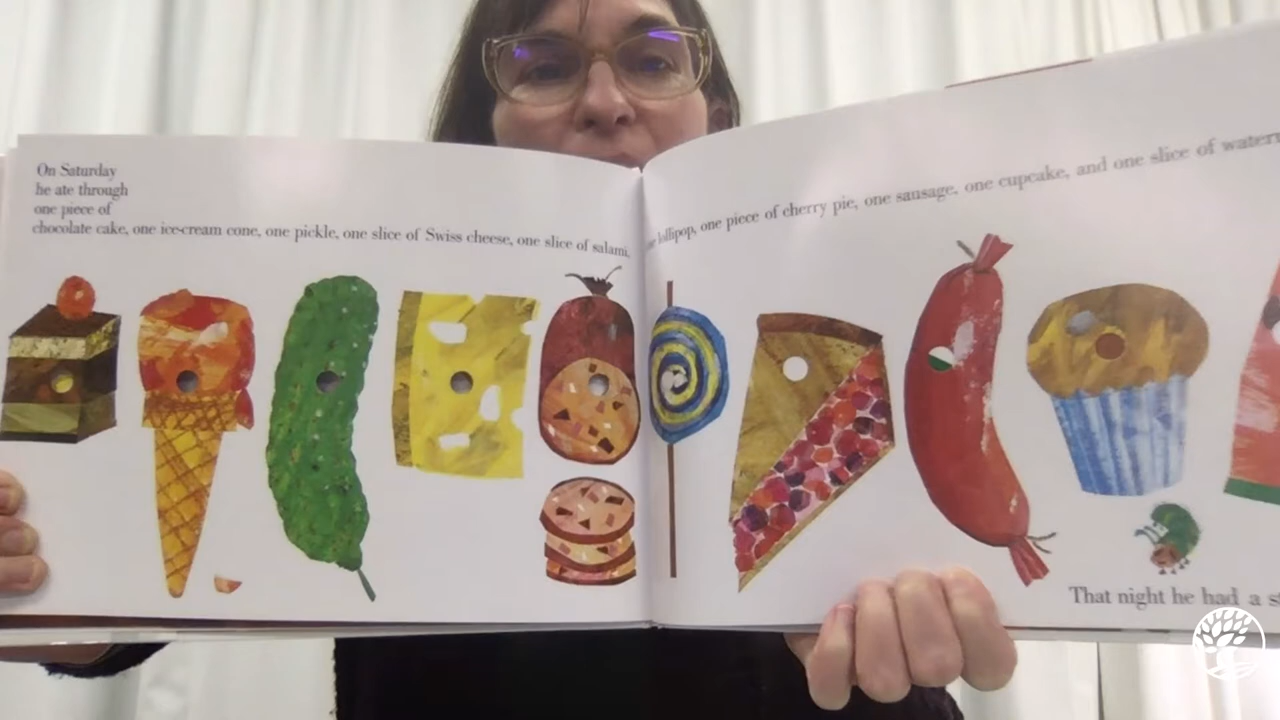 On Saturday
he ate through
one piece of
chocolate cake, one ice-cream cone, one pickle, one slice of Swiss cheese, one slice of salami,
lollipop, one piece of cherry pie, one sausage, one cupcake, and one slice of
That night he had a